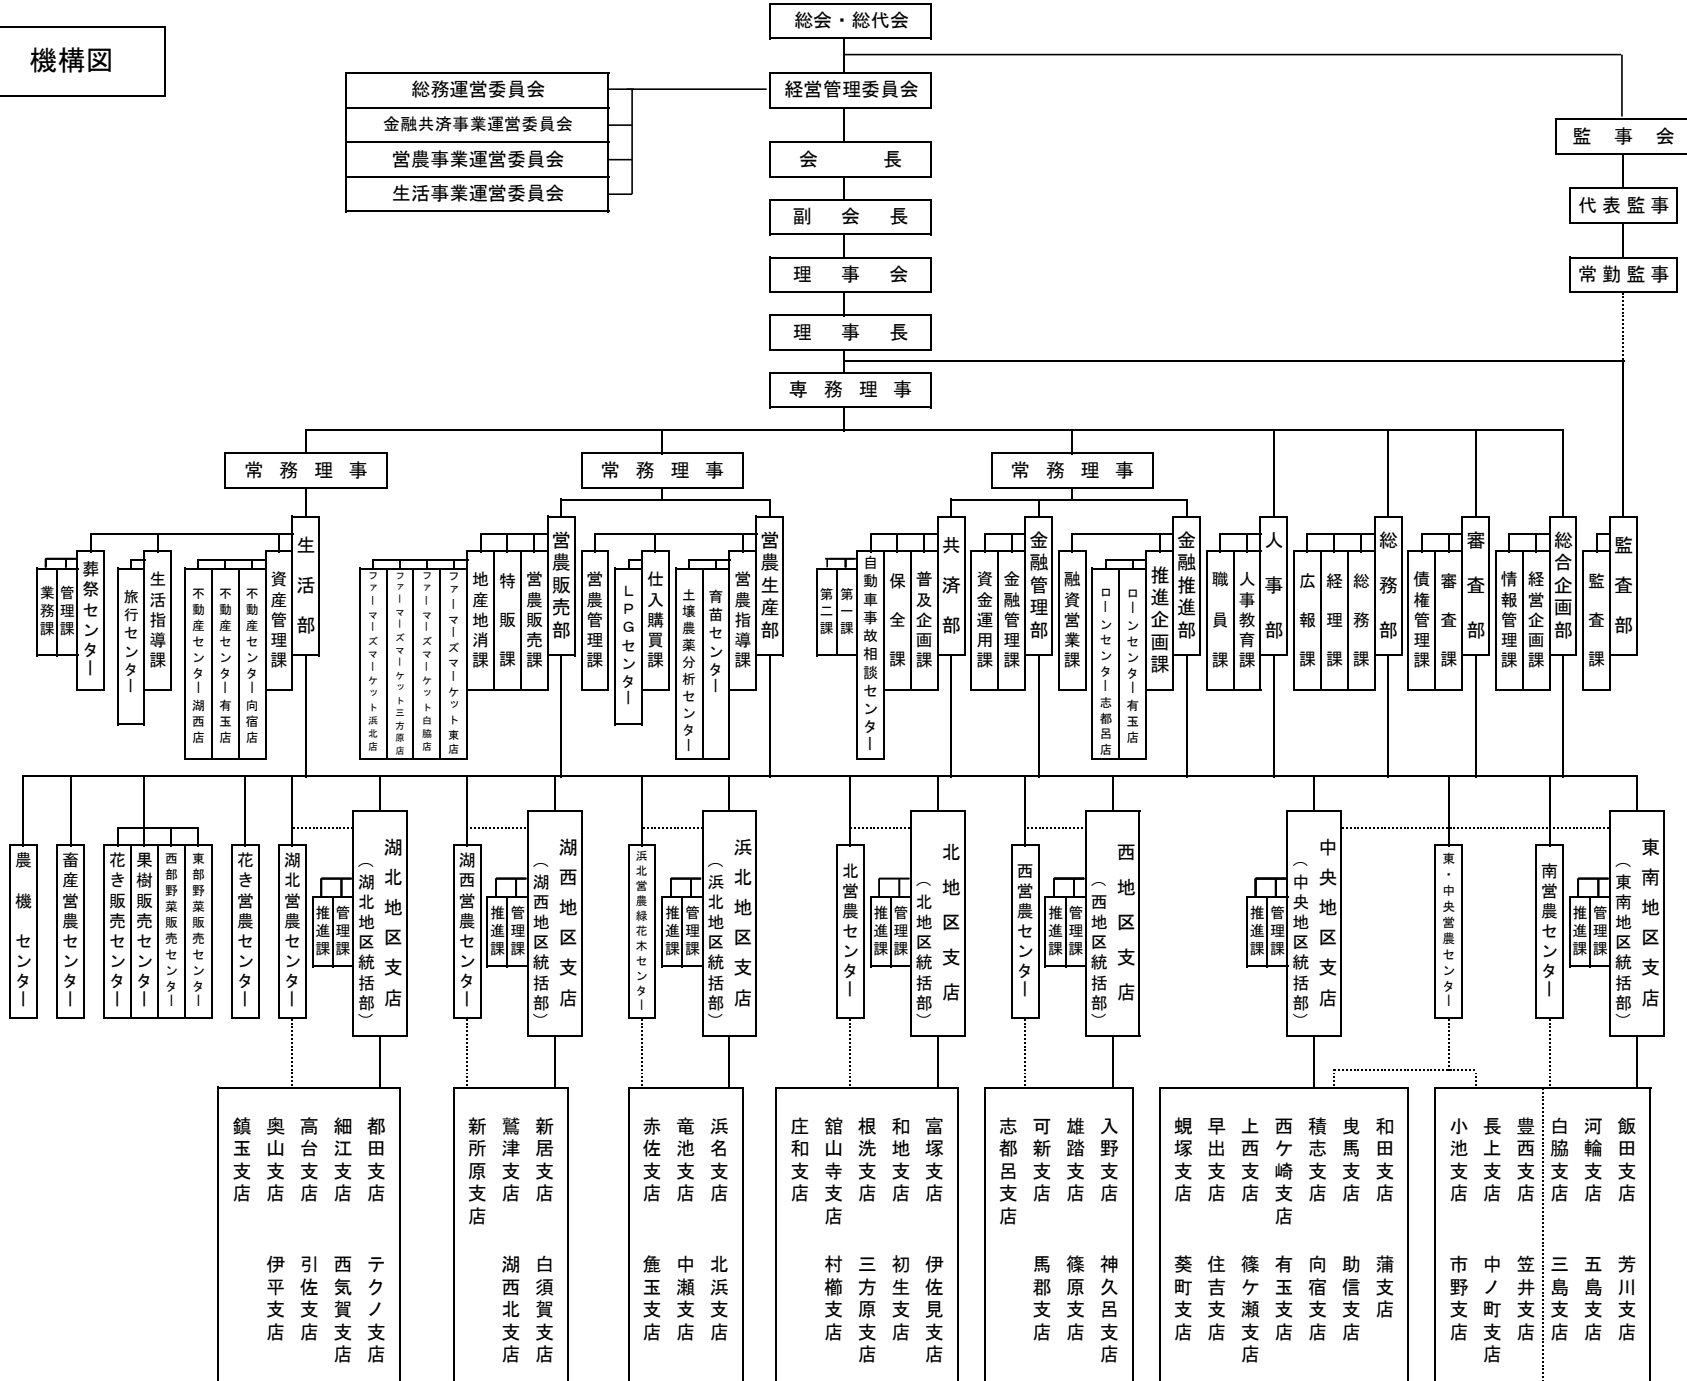 機構図
総会・総代会
経営管理委員会
総務運営委員会
金融共済事業運営委員会
営農事業運営委員会
生活事業運営委員会
会長
副会長
理事会
理事長
専務理事
監事会
代表監事
常勤監事
常務理事
常務理事
常務理事
監査部
監査課
総合企画部
経営企画課
情報管理課
審査部
審査課
債権管理課
総務部
総務課
経理課
広報課
人事部
人事教育課
職員課
金融推進部
推進企画課
ローンセンター有玉店
ローンセンター志都呂店
融資営業課
金融管理部
金融管理課
資金運用課
共済部
普及企画課
保全課
自動車事故相談センター
第一課
第二課
営農生産部
営農指導課
育苗センター
土壌農薬分析センター
仕入購買課
LPGセンター
営農管理課
営農販売部
営農販売課
特販課
地産地消課
ファーマーズマーケット東店
ファーマーズマーケット白脇店
ファーマーズマーケット三方原店
ファーマーズマーケット浜北店
生活部
資産管理課
不動産センター向宿店
不動産センター有玉店
不動産センター湖西店
生活指導課
旅行センター
葬祭センター
管理課
業務課
東南地区支店
（東南地区統括部）
管理課
推進課
南営農センター
東・中央営農センター
中央地区支店
（中央地区統括部）
管理課
推進課
西地区支店
（西地区統括部）
管理課
推進課
西営農センター
北地区支店
（北地区統括部）
管理課
推進課
北営農センター
浜北地区支店
（浜北地区統括部）
管理課
推進課
浜北営農緑花木センター
湖西地区支店
（湖西地区統括部）
管理課
推進課
湖西営農センター
湖北地区支店
（湖北地区統括部）
管理課
推進課
湖北営農センター
花き営農センター
東部野菜販売センター
西部野菜販売センター
果樹販売センター
花き販売センター
畜産営農センター
農機センター
飯田支店 芳川支店
河輪支店 五島支店
白脇支店 三島支店
豊西支店 笠井支店
長上支店 中ノ町支店
小池支店 市野支店
和田支店 蒲支店
曳馬支店 助信支店
積志支店 向宿支店
西ケ崎支店 有玉支店
上西支店 篠ケ瀬支店
早出支店 住吉支店
蜆塚支店 葵町支店
入野支店 神久呂支店
雄踏支店 篠原支店
可新支店 馬郡支店
志都呂支店
富塚支店 伊佐見支店
和地支店 初生支店
根洗支店 三方原支店
舘山寺支店 村櫛支店
庄和支店
浜名支店 北浜支店
竜池支店 中瀬支店
赤佐支店 麁玉支店
新居支店 白須賀支店
鷲津支店 湖西北支店
新所原支店
都田支店 テクノ支店
細江支店 西気賀支店
高台支店 引佐支店
奥山支店 伊平支店
鎮玉支店